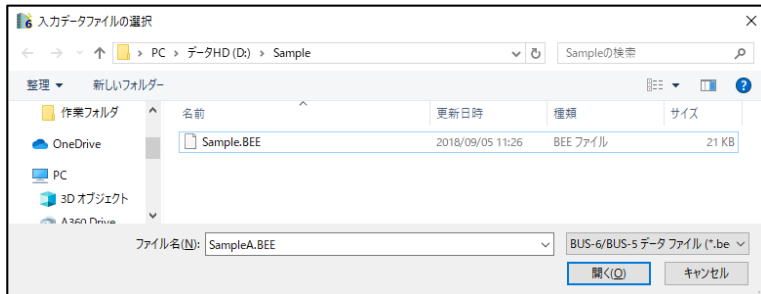 入力データファイルの選択
PC › データHD (D:) › Sample
Sampleの検索
整理 新しいフォルダー
作業フォルダ
OneDrive
PC
3D オブジェクト
A360 Drive
名前 更新日時 種類 サイズ
Sample.BEE 2018/09/05 11:26 BEE ファイル 21 KB
ファイル名(N): SampleA.BEE
BUS-6/BUS-5 データ ファイル (*.be
開く(O) キャンセル